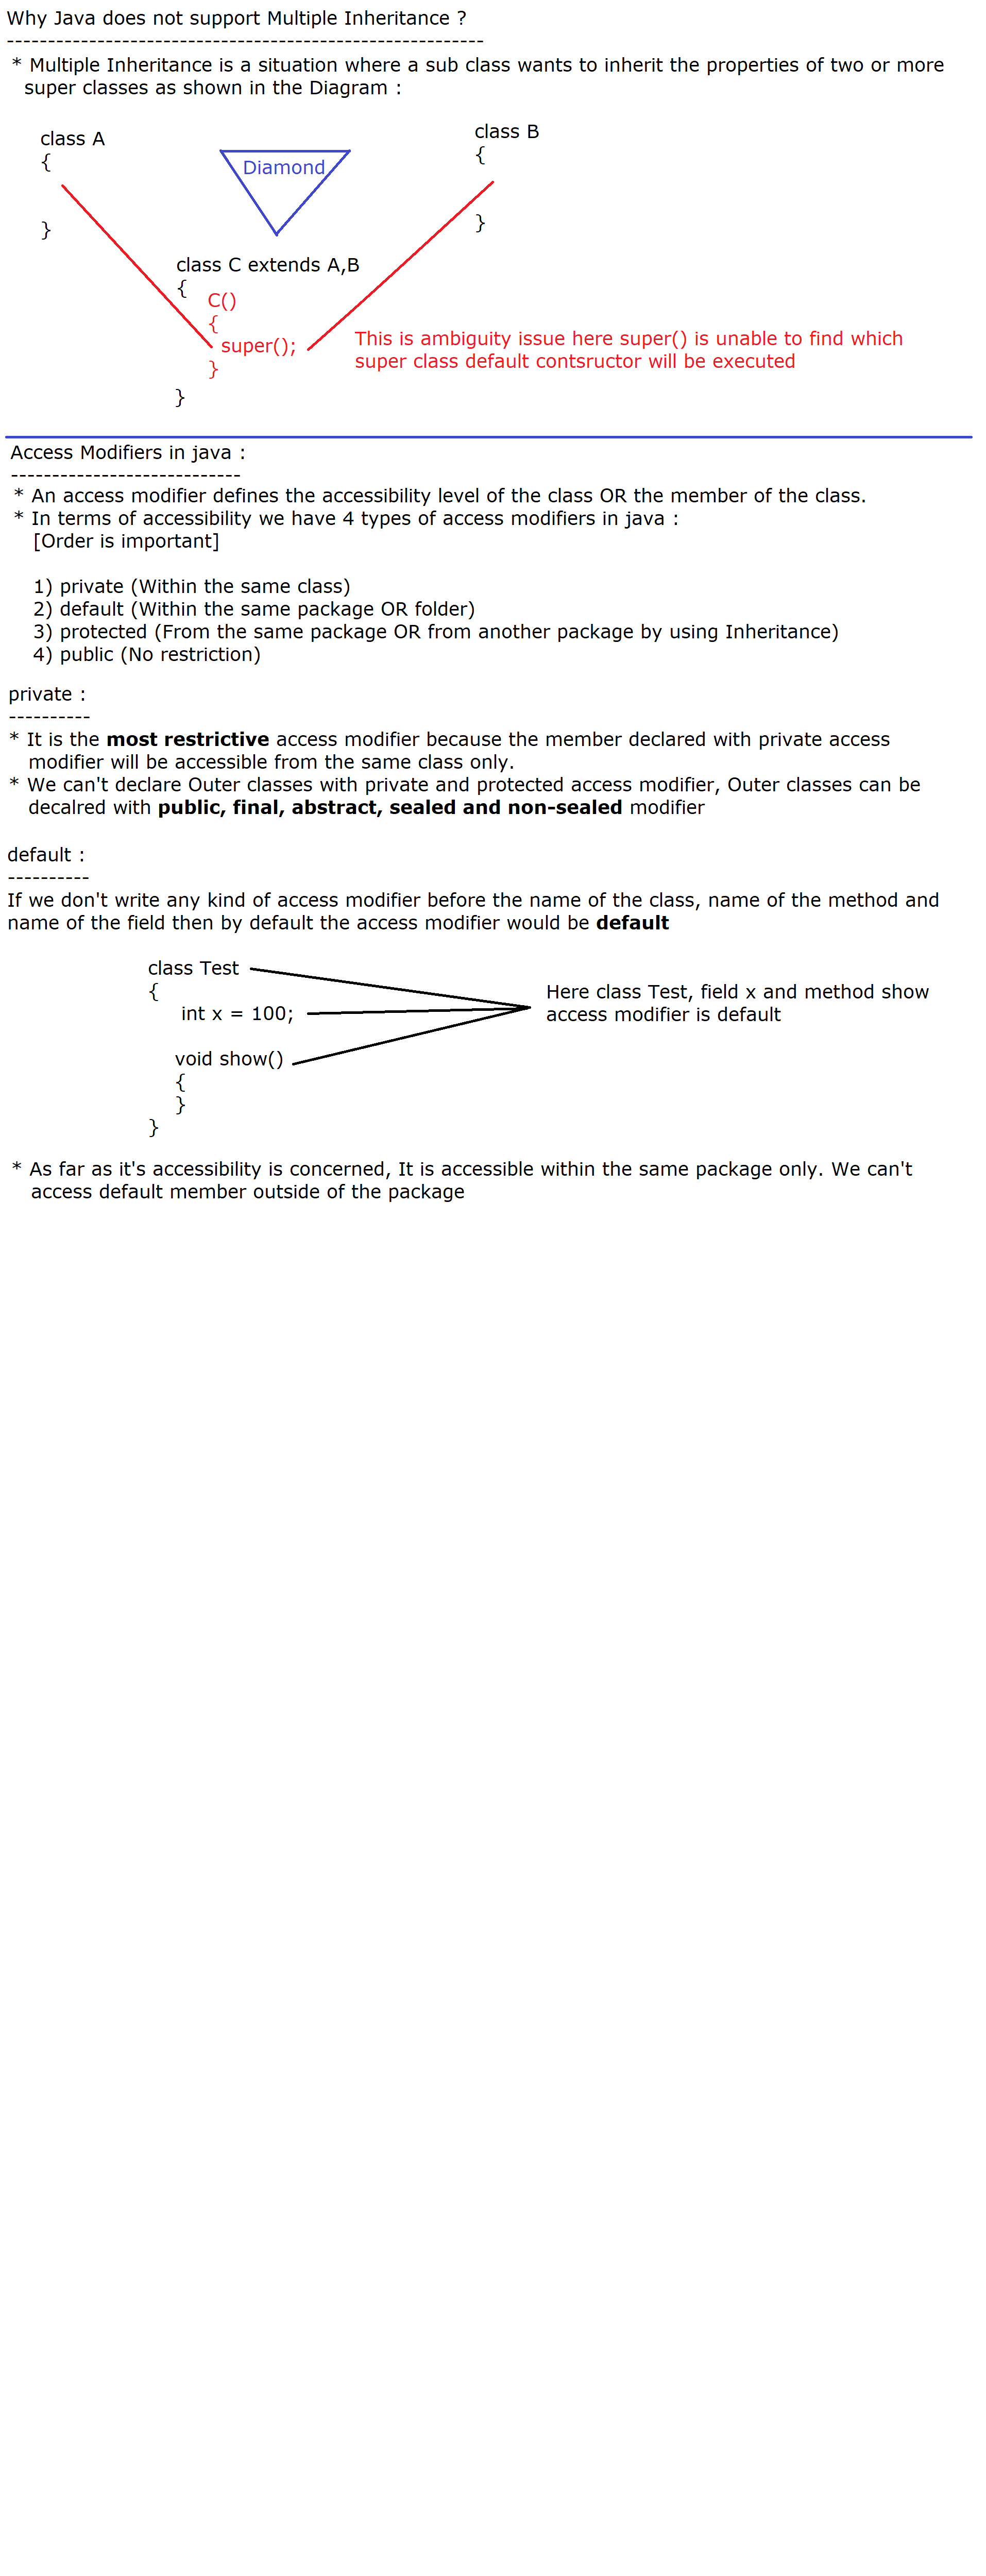 Why Java does not support Multiple Inheritance ?
----------------------------------------------------------
* Multiple Inheritance is a situation where a sub class wants to inherit the properties of two or more
super classes as shown in the Diagram :
class A
{
}
Diamond
class B
{
}
class C extends A,B
{
C()
{
super();
}
}
This is ambiguity issue here super() is unable to find which
super class default contsructor will be executed
Access Modifiers in java :
----------------------------
* An access modifier defines the accessibility level of the class OR the member of the class.
* In terms of accessibility we have 4 types of access modifiers in java :
[Order is important]
1) private (Within the same class)
2) default (Within the same package OR folder)
3) protected (From the same package OR from another package by using Inheritance)
4) public (No restriction)
private :
----------
* It is the most restrictive access modifier because the member declared with private access
modifier will be accessible from the same class only.
* We can't declare Outer classes with private and protected access modifier, Outer classes can be
decalred with public, final, abstract, sealed and non-sealed modifier
default :
----------
If we don't write any kind of access modifier before the name of the class, name of the method and
name of the field then by default the access modifier would be default
class Test
{
int x = 100;
void show()
{
}
}
Here class Test, field x and method show
access modifier is default
* As far as it's accessibility is concerned, It is accessible within the same package only. We can't
access default member outside of the package